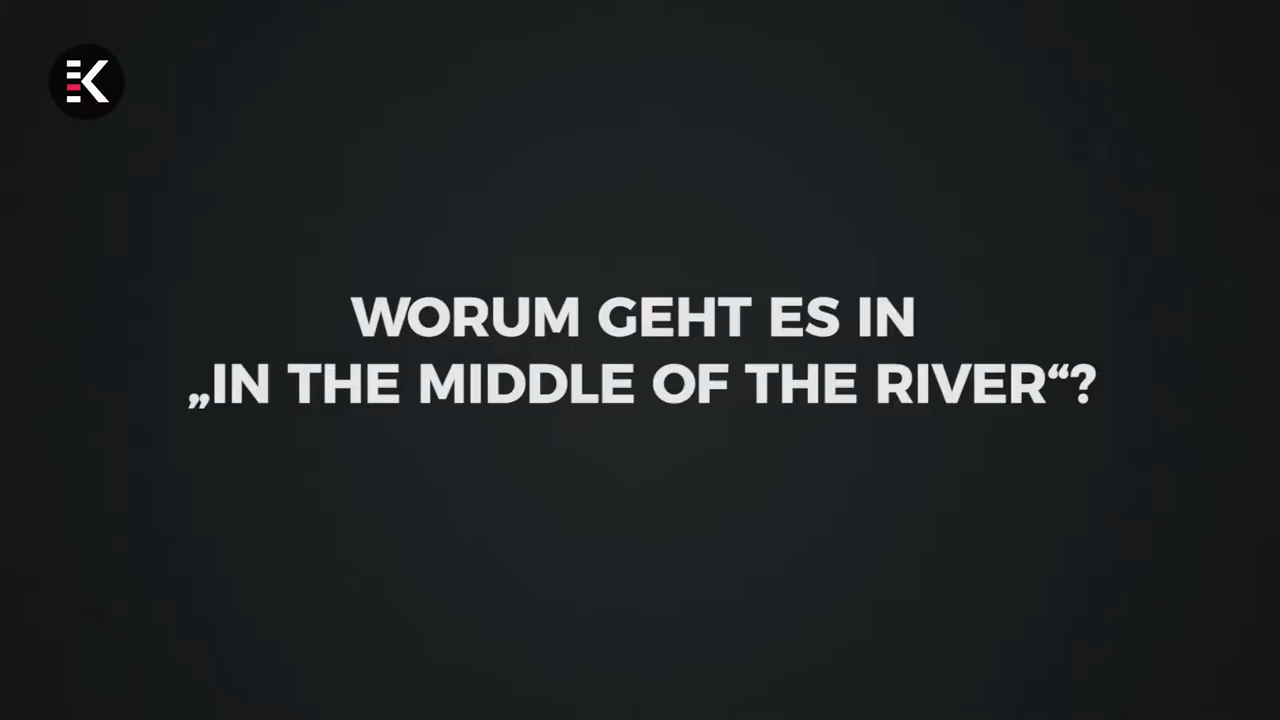 K
WORUM GEHT ES IN
„IN THE MIDDLE OF THE RIVER“?